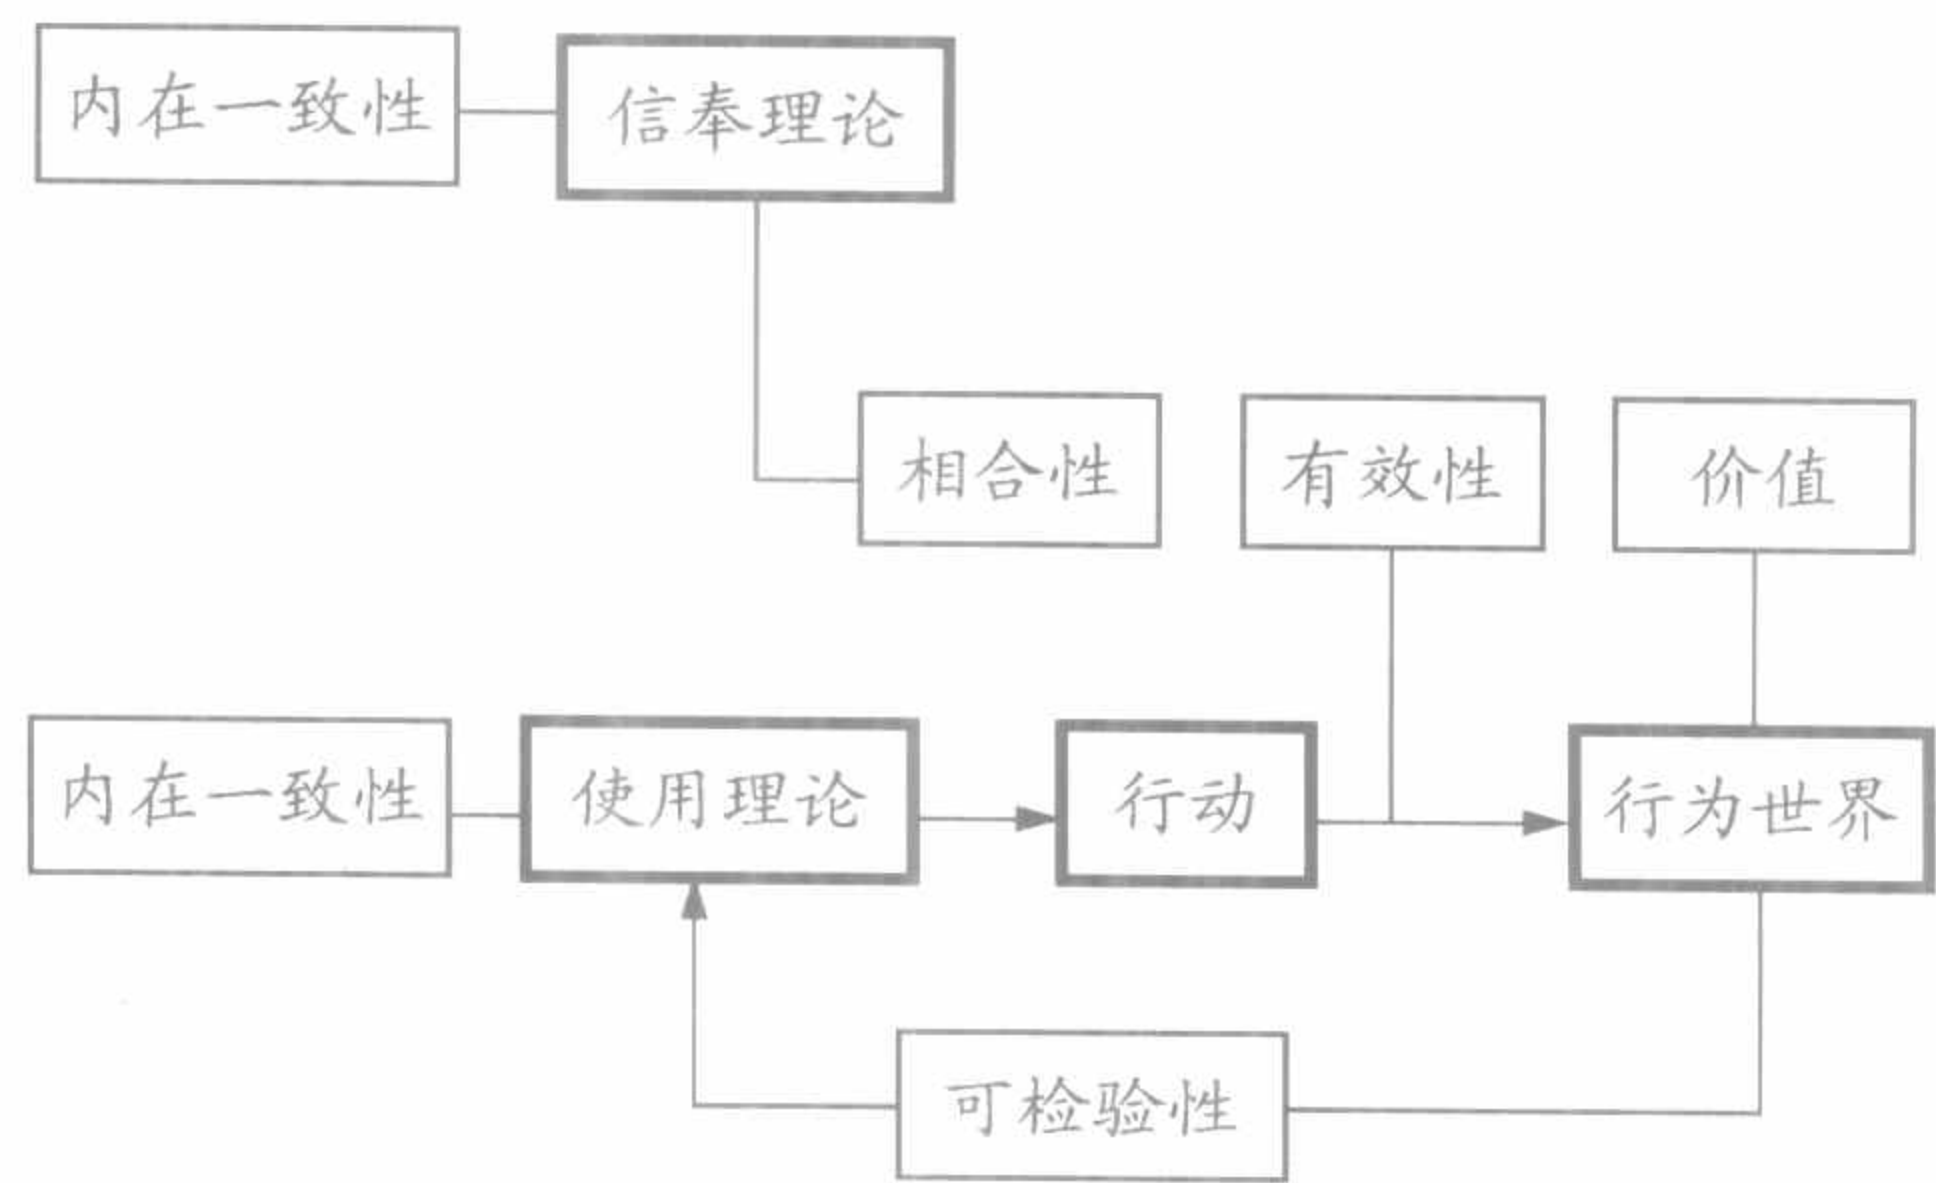 内在一致性
信奉理论
相合性
有效性
价值
内在一致性
使用理论
行动
行为世界
可检验性